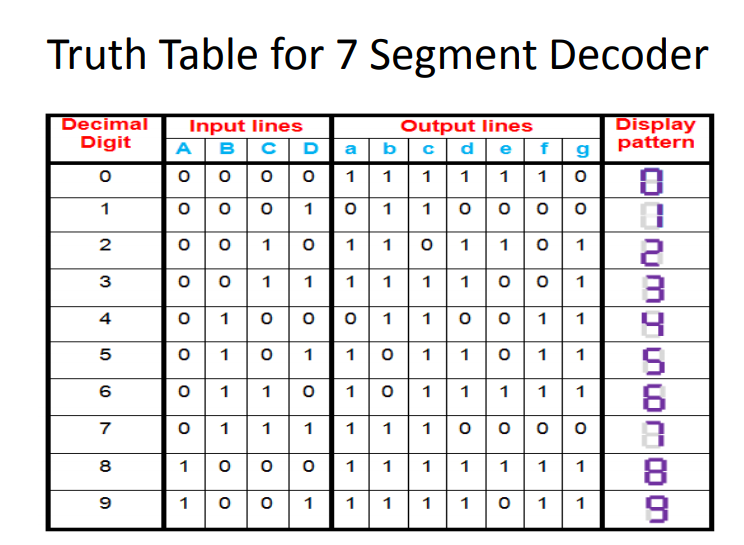 Truth Table for 7 Segment Decoder
Decimal Digit Input lines Output lines Display pattern
A B C D a b c d e f g
0 0 0 0 0 1 1 1 1 1 1 0 0
1 0 0 0 1 0 1 1 0 0 0 0 1
2 0 0 1 0 1 1 0 1 1 0 1 2
3 0 0 1 1 1 1 1 1 0 0 1 3
4 0 1 0 0 0 1 1 0 0 1 1 4
5 0 1 0 1 1 0 1 1 0 1 1 5
6 0 1 1 0 1 0 1 1 1 1 1 6
7 0 1 1 1 1 1 1 0 0 0 0 7
8 1 0 0 0 1 1 1 1 1 1 1 8
9 1 0 0 1 1 1 1 1 0 1 1 9